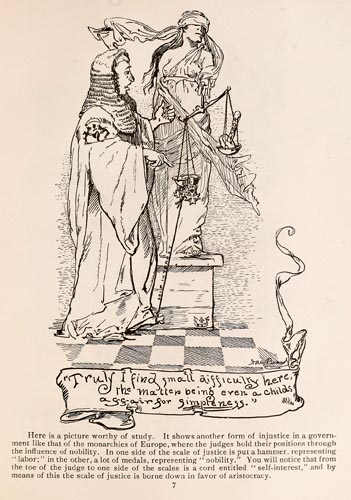 "Truly I find small difficulty here,
the matter being even a childs
assair for simpleness."
Here is a picture worthy of study. It shows another form of injustice in a govern-
ment like that of the monarchies of Europe, where the judges hold their positions through
the influence of nobility. In one side of the scale of justice is put a hammer, representing
"labor;" in the other, a lot of medals, representing "nobility." You will notice that from
the toe of the judge to one side of the scales is a cord entitled "self-interest," and by
means of this the scale of justice is borne down in favor of aristocracy.
7